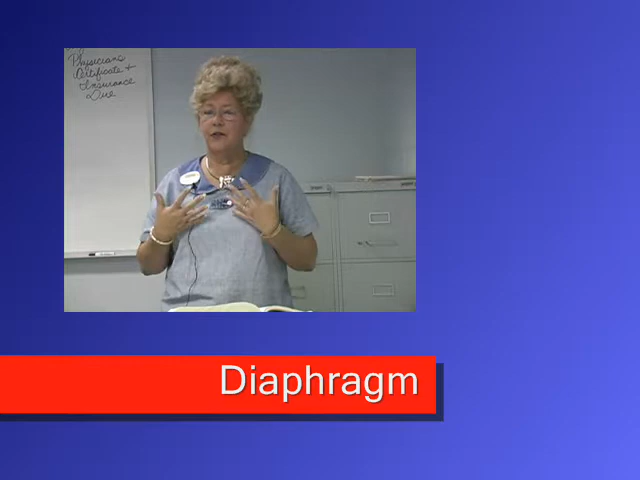 Physicians
Certificate +
Insurance
Due
Diaphragm